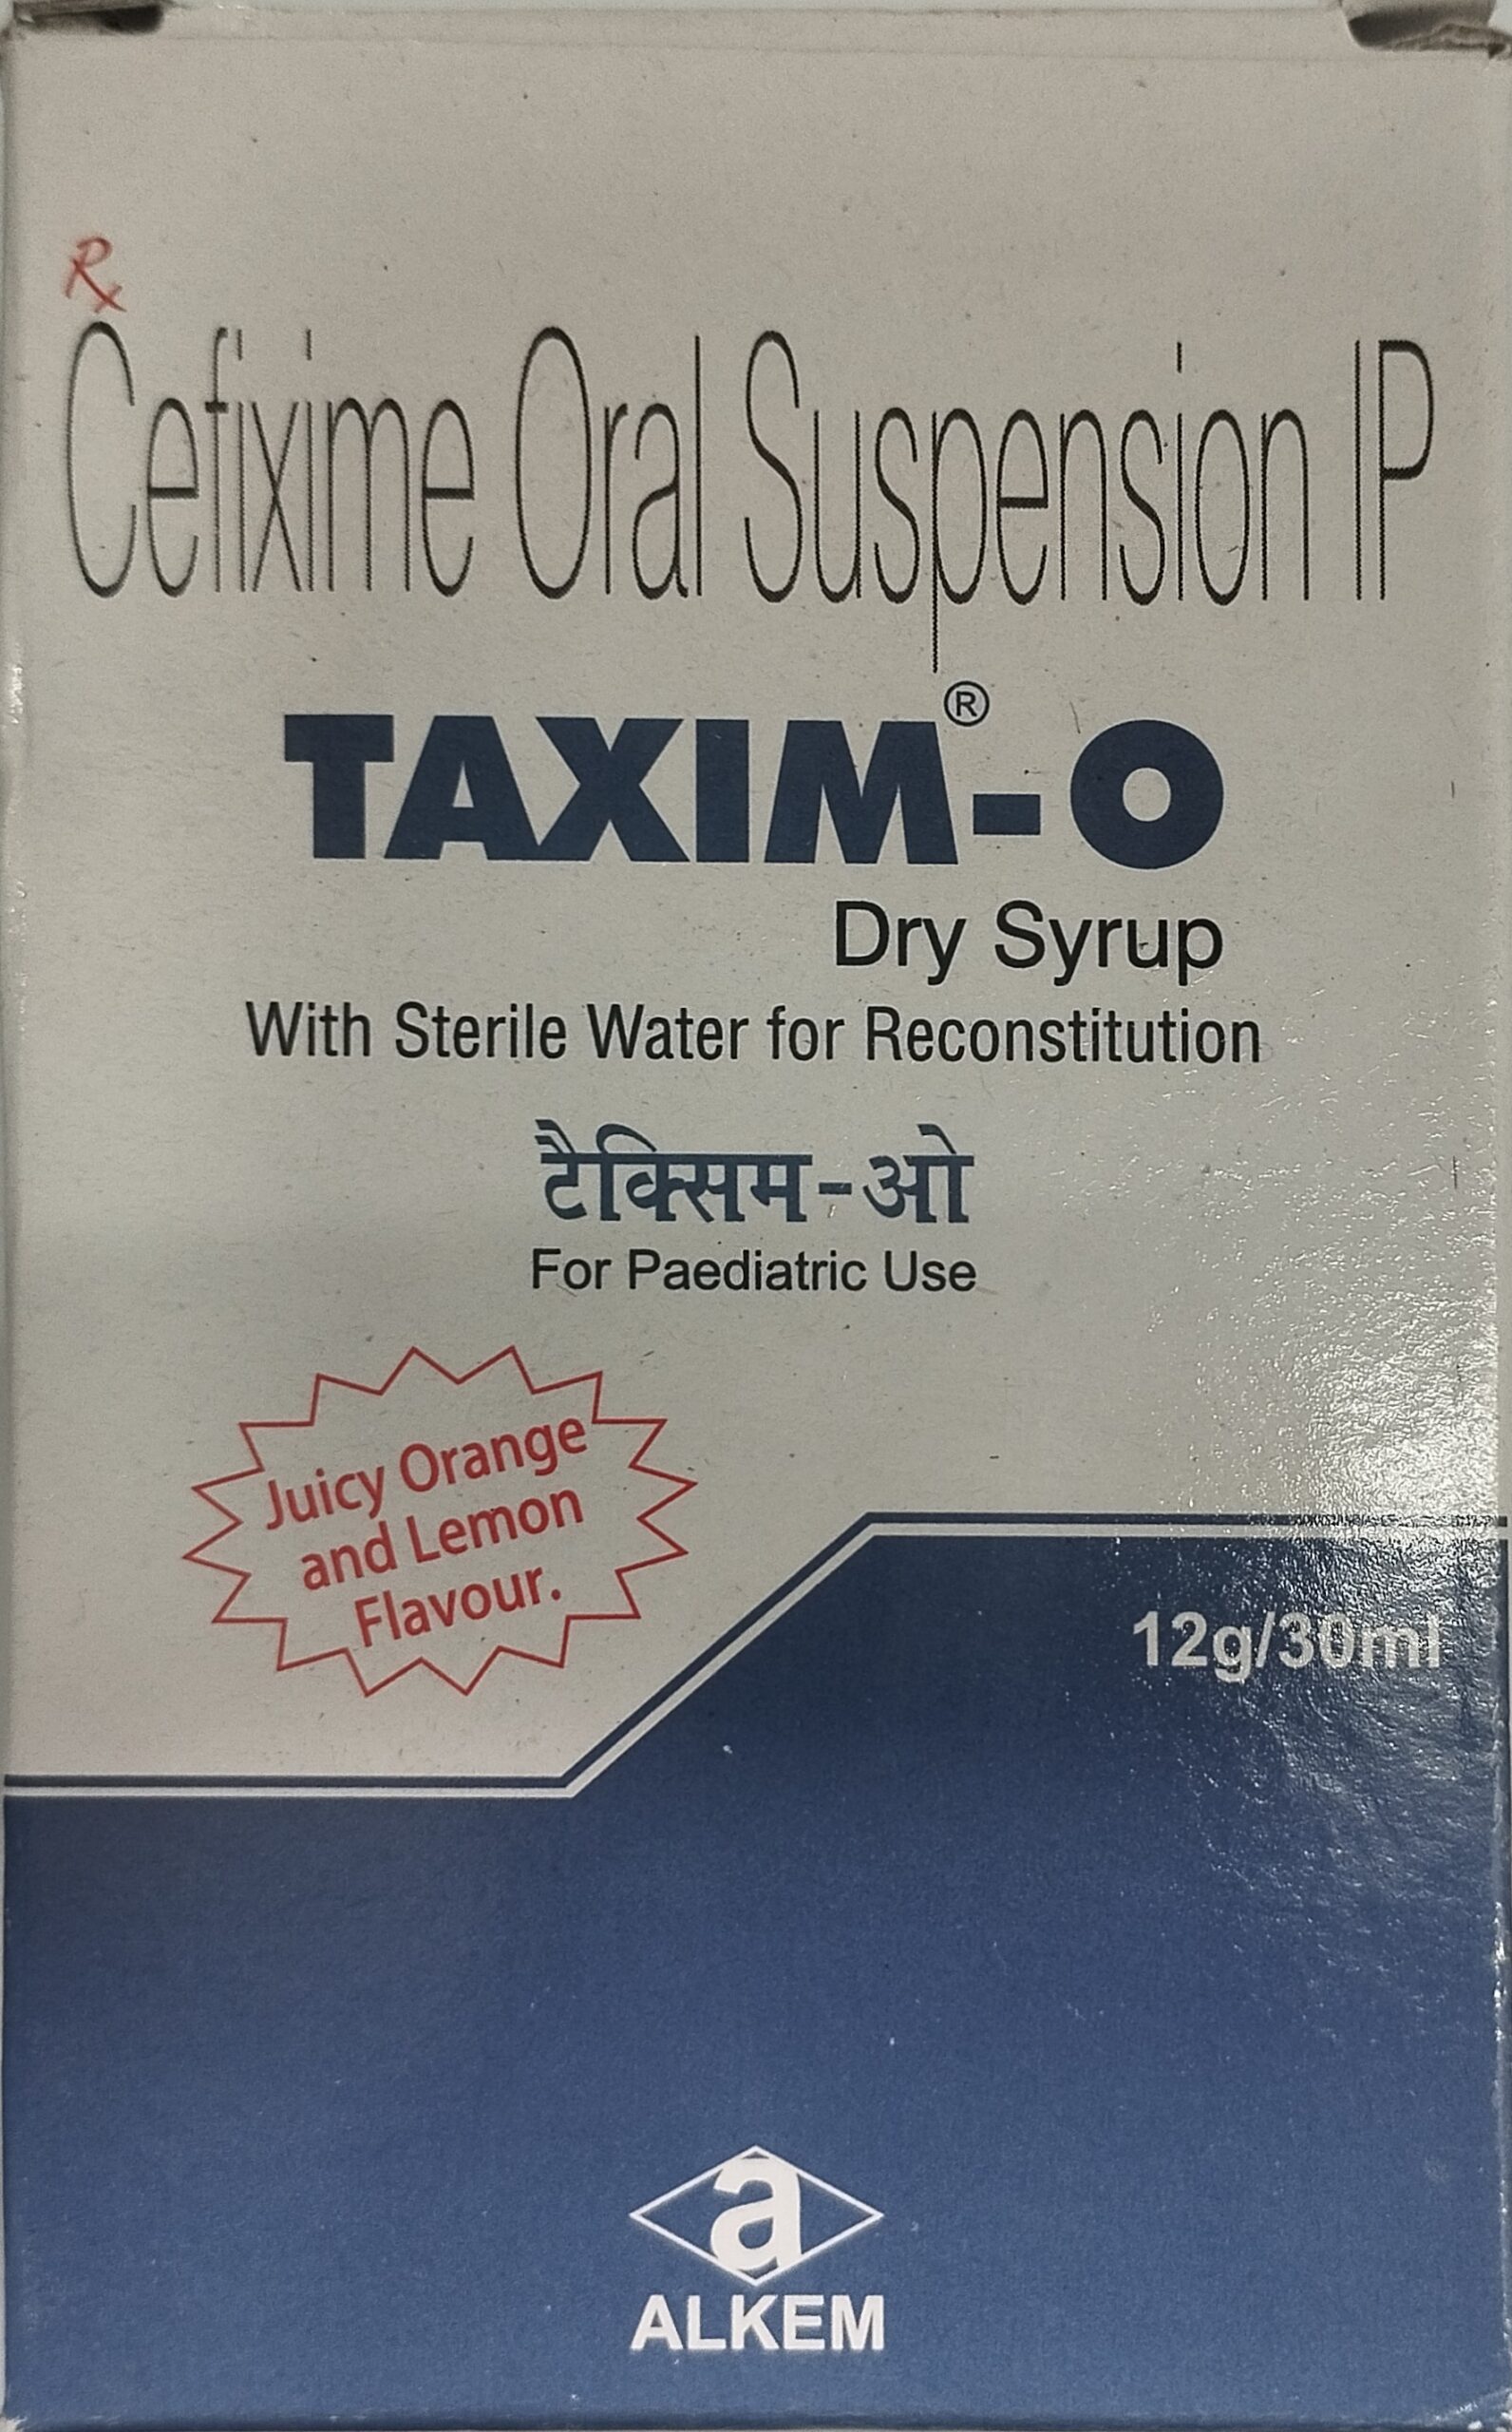 Rx
Cefixime Oral Suspension IP
TAXIM®-O
Dry Syrup
With Sterile Water for Reconstitution
टैक्सिम-ओ
For Paediatric Use
Juicy Orange
and Lemon
Flavour.
12g/30ml
a
ALKEM